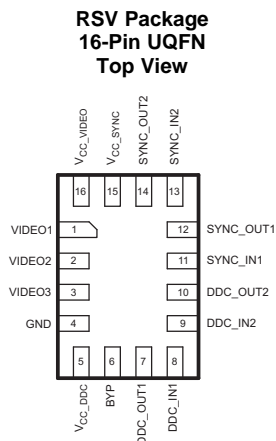 RSV Package
16-Pin UQFN
Top View
VCC_VIDEO
VCC_SYNC
SYNC_OUT2
SYNC_IN2
16
15
14
13
VIDEO1
1
12
SYNC_OUT1
VIDEO2
2
11
SYNC_IN1
VIDEO3
3
10
DDC_OUT2
GND
4
9
DDC_IN2
5
6
7
8
VCC_DDC
BYP
DDC_OUT1
DDC_IN1